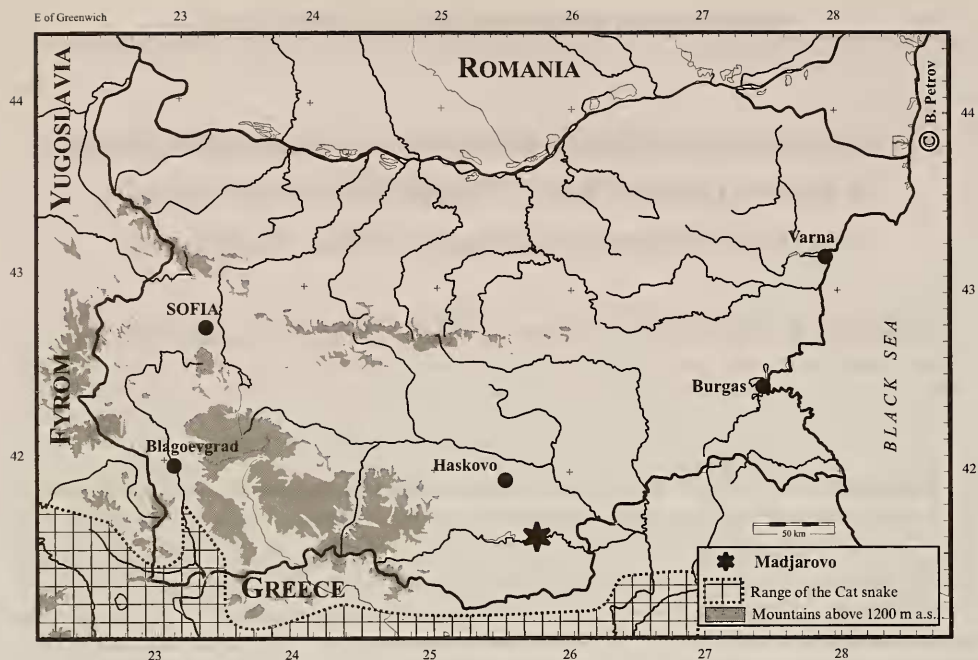 E of Greenwich 23 24 25 26 27 28
ROMANIA
YUGOSLAVIA
44 44
© B. Petrov
Varna
43 43
SOFIA
FYROM
BLACK SEA
Burgas
Blagoevgrad
42 42
Haskovo
50 km
Madjarovo
GREECE
Range of the Cat snake
Mountains above 1200 m a.s..
23 24 25 26 27 28